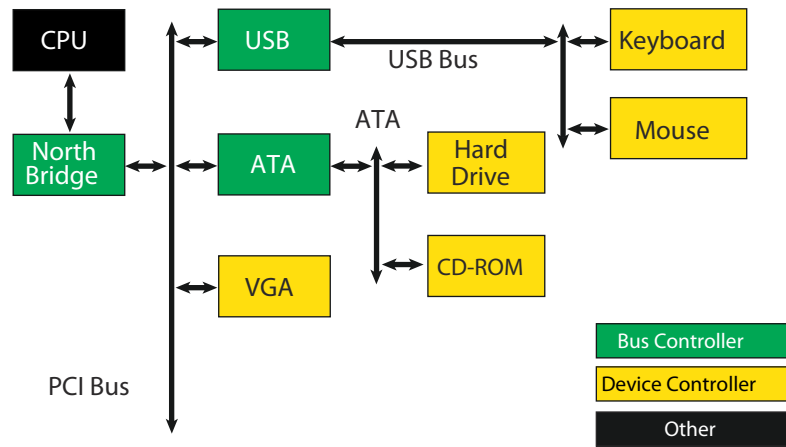 CPU
USB
Keyboard
USB Bus
Mouse
ATA
North
Bridge
ATA
Hard
Drive
VGA
CD-ROM
PCI Bus
Bus Controller
Device Controller
Other